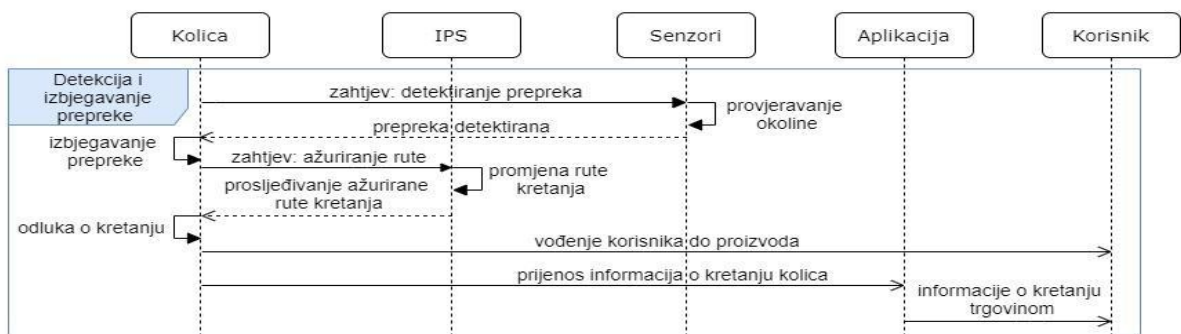 Kolica
IPS
Senzori
Aplikacija
Korisnik
Detekcija i
izbjegavanje
prepreke
zahtjev: detektiranje prepreka
provjeravanje
okoline
prepreka detektirana
izbjegavanje
prepreke
zahtjev: ažuriranje rute
promjena rute
kretanja
prosljeđivanje ažurirane
rute kretanja
odluka o kretanju
vođenje korisnika do proizvoda
prijenos informacija o kretanju kolica
informacije o kretanju
trgovinom